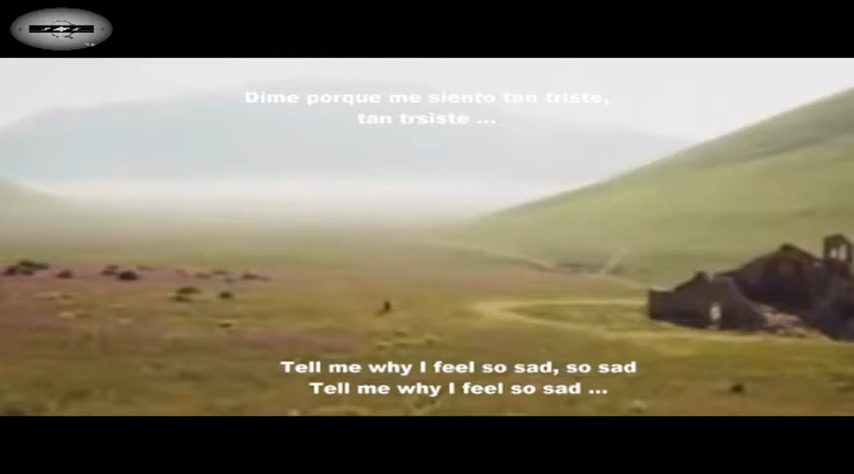 Dime porque me siento tan triste,
tan trsiste ...
Tell me why I feel so sad, so sad
Tell me why I feel so sad ...